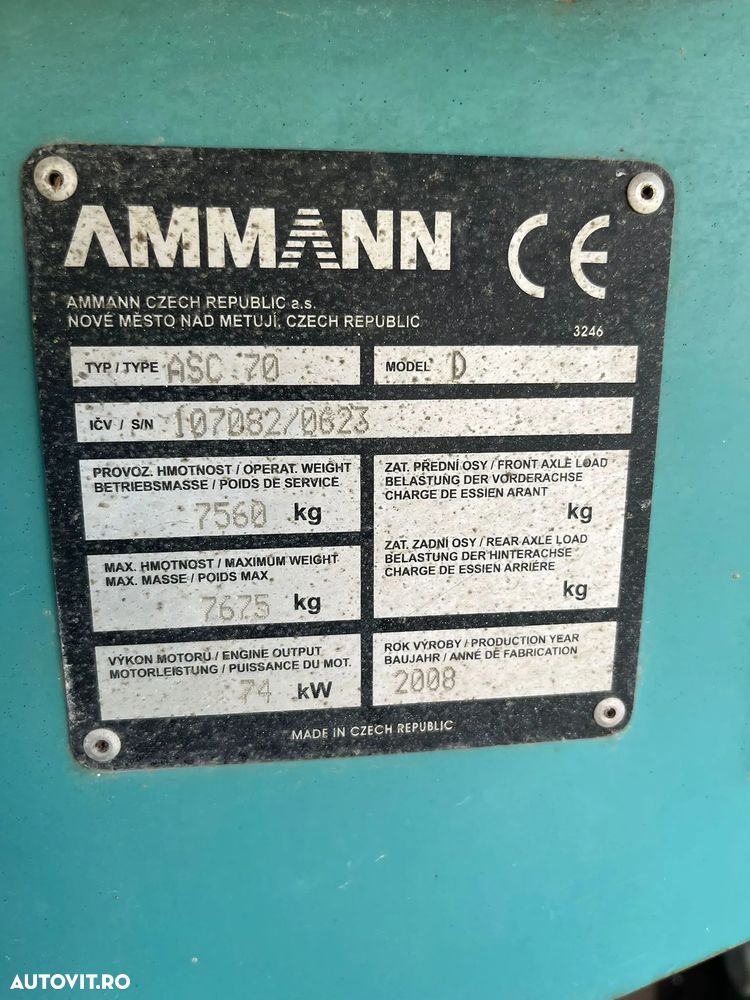 AMMANN CE
AMMANN CZECH REPUBLIC a.s.
NOVÉ MĚSTO NAD METUJÍ, CZECH REPUBLIC
3246
TYP / TYPE ASC 70
MODEL D
IČV / S/N 107082/0623
PROVOZ. HMOTNOST / OPERAT. WEIGHT
BETRIEBSMASSE / POIDS DE SERVICE
7560 kg
ZAT. PŘEDNÍ OSY / FRONT AXLE LOAD
BELASTUNG DER VORDERACHSE
CHARGE DE ESSIEN ARANT
kg
MAX. HMOTNOST / MAXIMUM WEIGHT
MAX. MASSE / POIDS MAX
7675 kg
ZAT. ZADNÍ OSY / REAR AXLE LOAD
BELASTUNG DER HINTERACHSE
CHARGE DE ESSIEN ARRIÉRE
kg
VÝKON MOTORU / ENGINE OUTPUT
MOTORLEISTUNG / PUISSANCE DU MOT.
74 kW
ROK VÝROBY / PRODUCTION YEAR
BAUJAHR / ANNÉ DE FABRICATION
2008
MADE IN CZECH REPUBLIC
AUTOVIT.RO